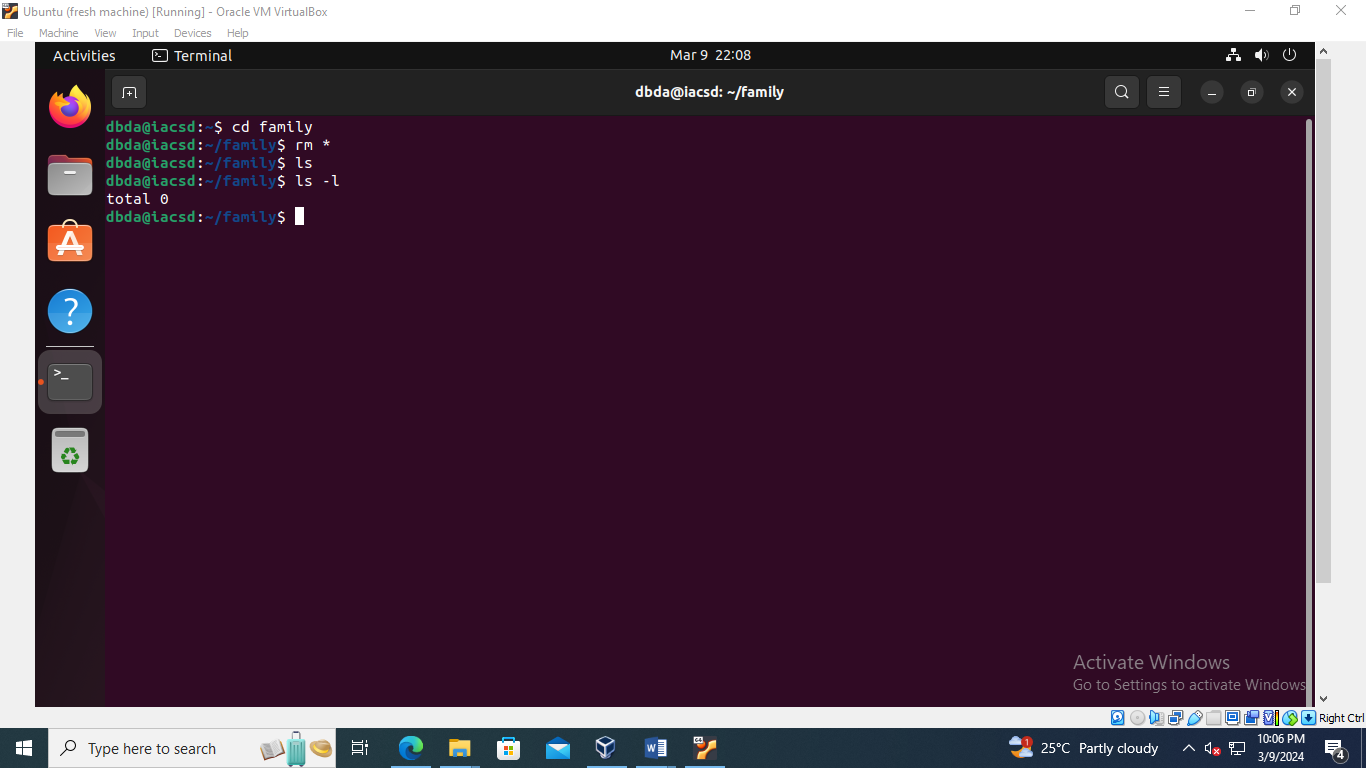 Ubuntu (fresh machine) [Running] - Oracle VM VirtualBox
File Machine View Input Devices Help
Activities Terminal Mar 9 22:08
dbda@iacsd: ~/family
dbda@iacsd:~$ cd family
dbda@iacsd:~/family$ rm *
dbda@iacsd:~/family$ ls
dbda@iacsd:~/family$ ls -l
total 0
dbda@iacsd:~/family$
Activate Windows
Go to Settings to activate Windows.
Right Ctrl
Type here to search
25°C Partly cloudy
10:06 PM
3/9/2024
4